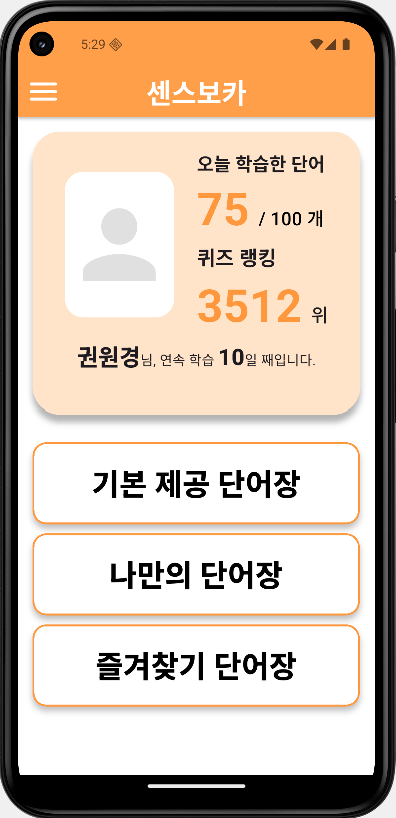 5:29
센스보카
오늘 학습한 단어
75 / 100 개
퀴즈 랭킹
3512 위
권원경님, 연속 학습 10일 째입니다.
기본 제공 단어장
나만의 단어장
즐겨찾기 단어장